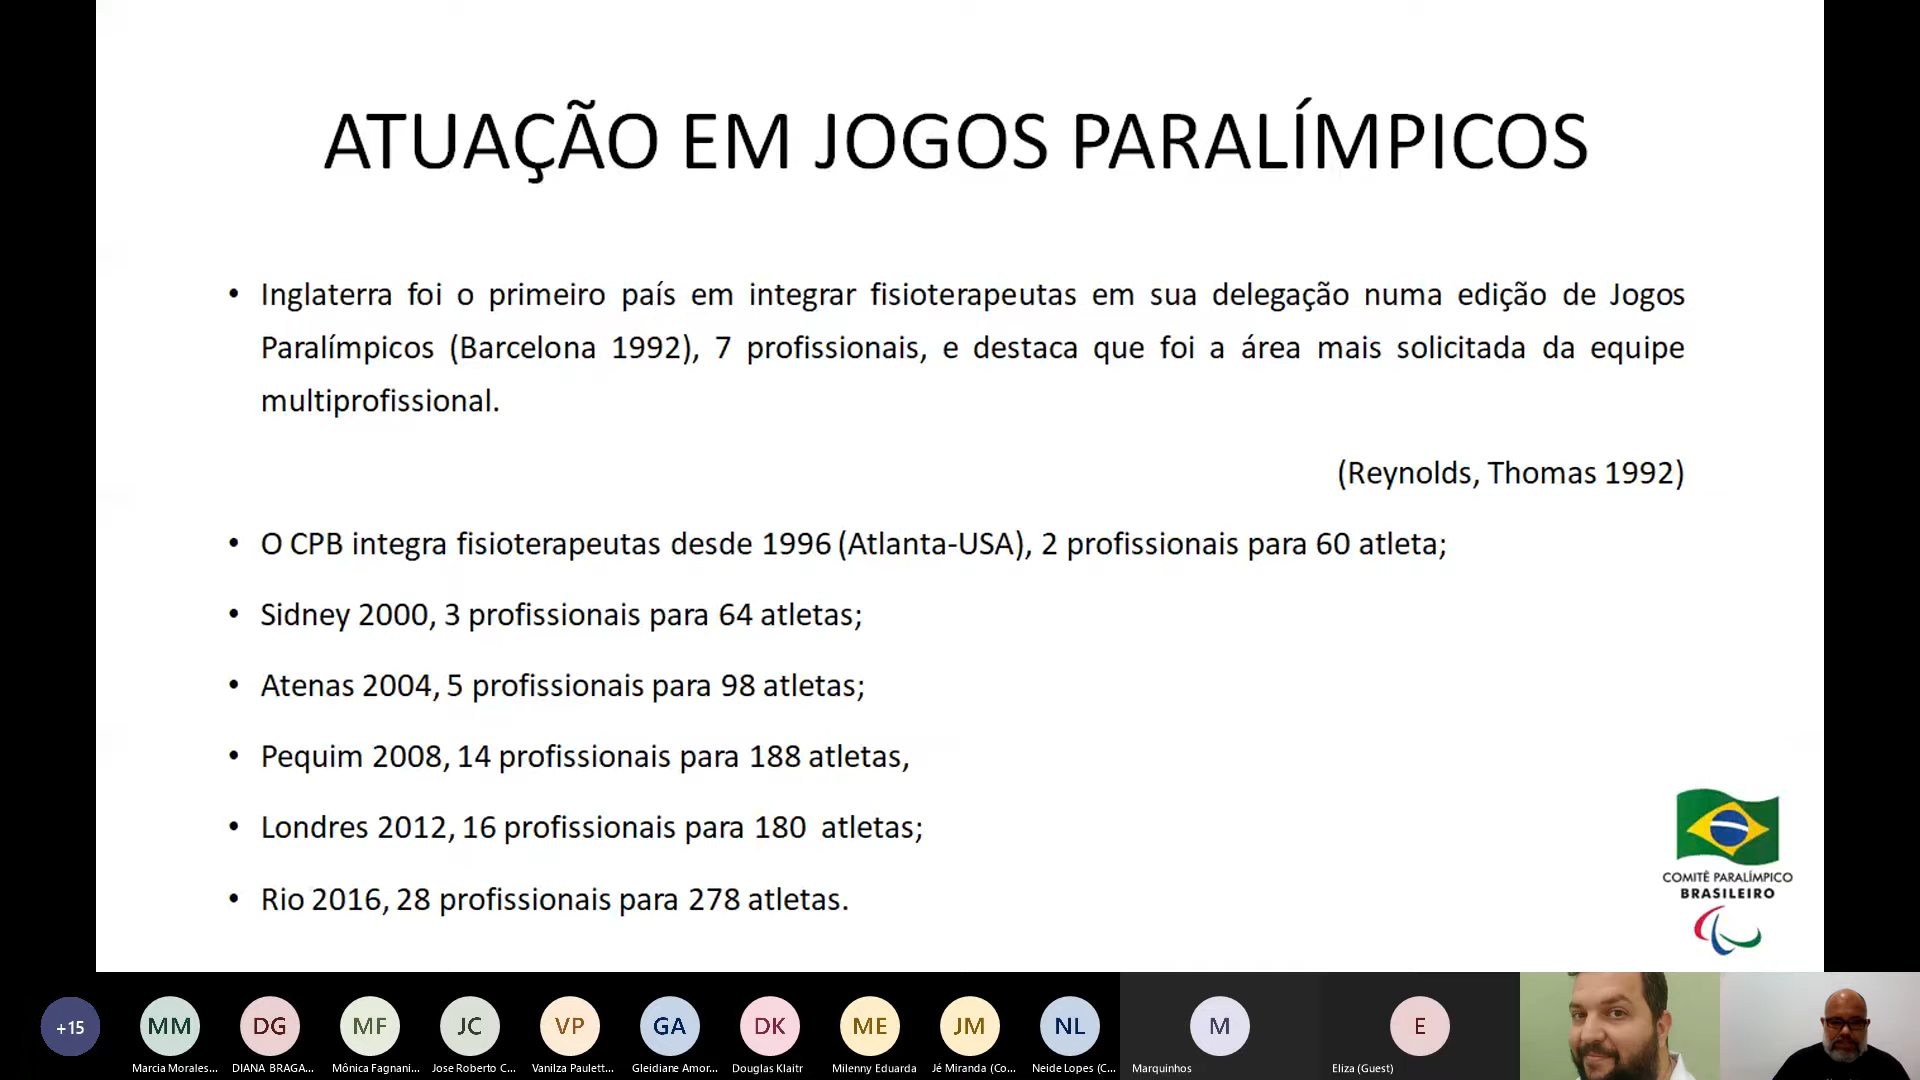 ATUAÇÃO EM JOGOS PARALÍMPICOS
• Inglaterra foi o primeiro país em integrar fisioterapeutas em sua delegação numa edição de Jogos
Paralímpicos (Barcelona 1992), 7 profissionais, e destaca que foi a área mais solicitada da equipe
multiprofissional.
(Reynolds, Thomas 1992)
• O CPB integra fisioterapeutas desde 1996 (Atlanta-USA), 2 profissionais para 60 atleta;
• Sidney 2000, 3 profissionais para 64 atletas;
• Atenas 2004, 5 profissionais para 98 atletas;
• Pequim 2008, 14 profissionais para 188 atletas,
• Londres 2012, 16 profissionais para 180 atletas;
• Rio 2016, 28 profissionais para 278 atletas.
COMITÊ PARALÍMPICO
BRASILEIRO
+15 MM DG MF JC VP GA DK ME JM NL M E
Marcia Morales... DIANA BRAGA... Mônica Fagnani... Jose Roberto C... Vanilza Paulett... Gleidiane Amor... Douglas Klaitr Milenny Eduarda Jé Miranda (Co... Neide Lopes (C... Marquinhos Eliza (Guest)